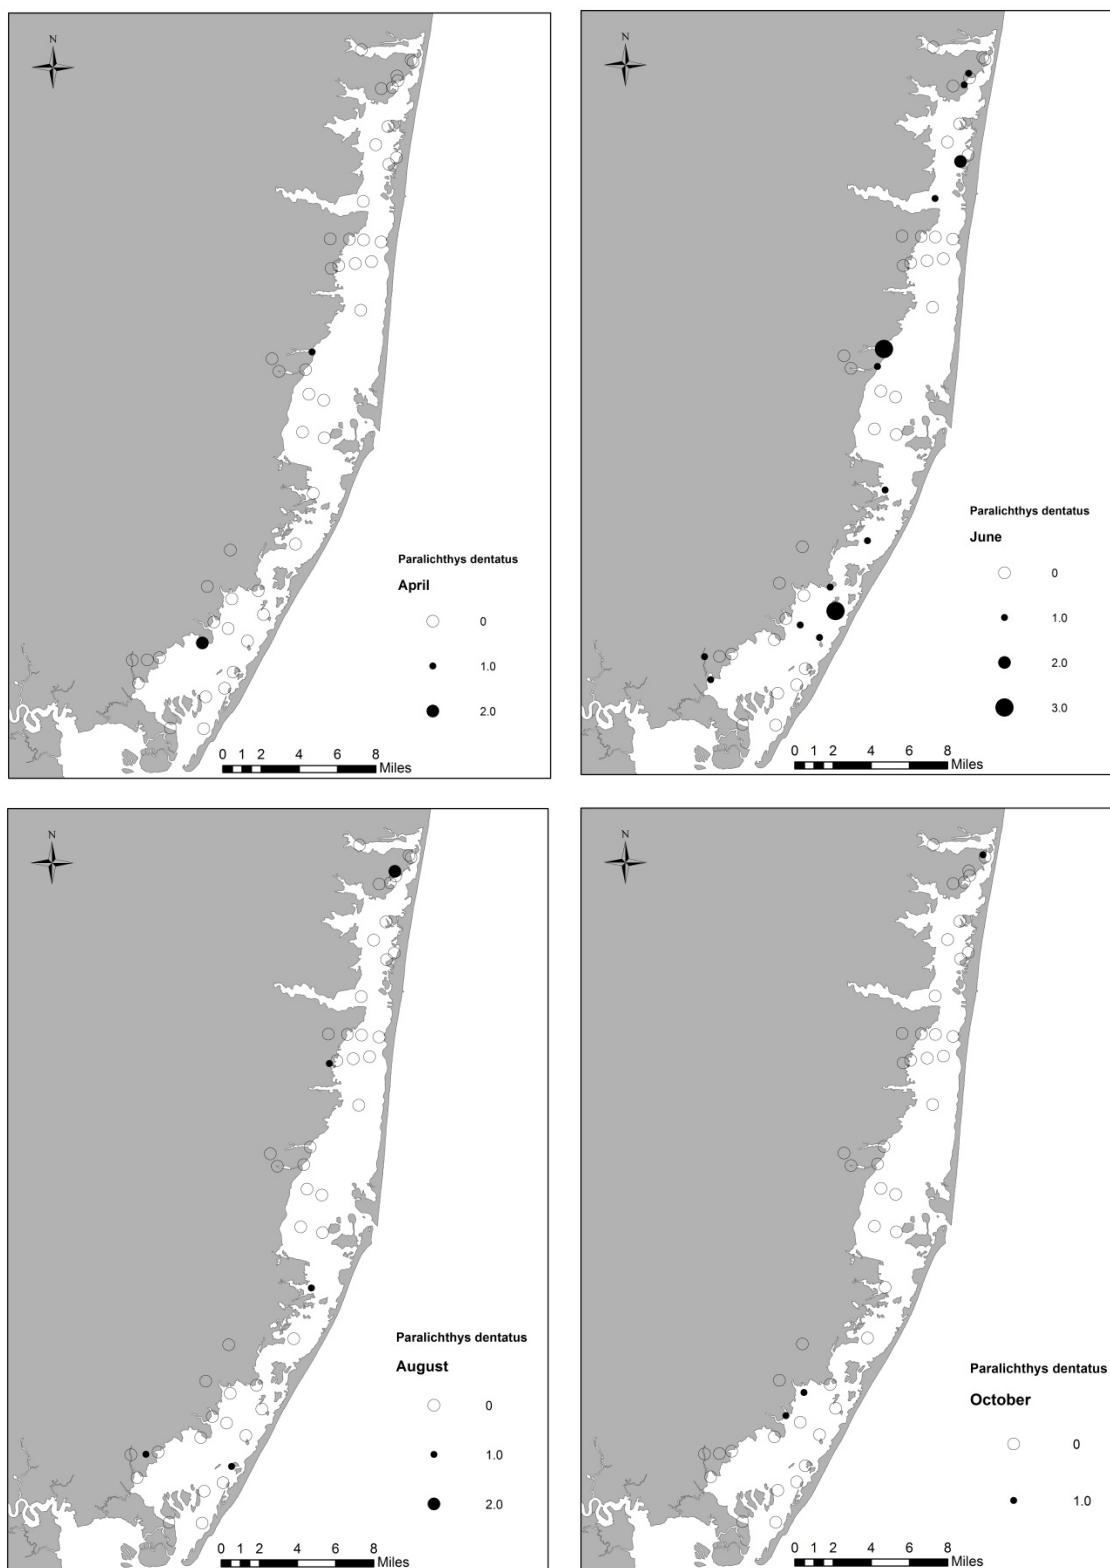 N
Paralichthys dentatus
April
0
1.0
2.0
0 1 2 4 6 8
Miles
N
Paralichthys dentatus
June
0
1.0
2.0
3.0
0 1 2 4 6 8
Miles
N
Paralichthys dentatus
August
0
1.0
2.0
0 1 2 4 6 8
Miles
N
Paralichthys dentatus
October
0
1.0
0 1 2 4 6 8
Miles